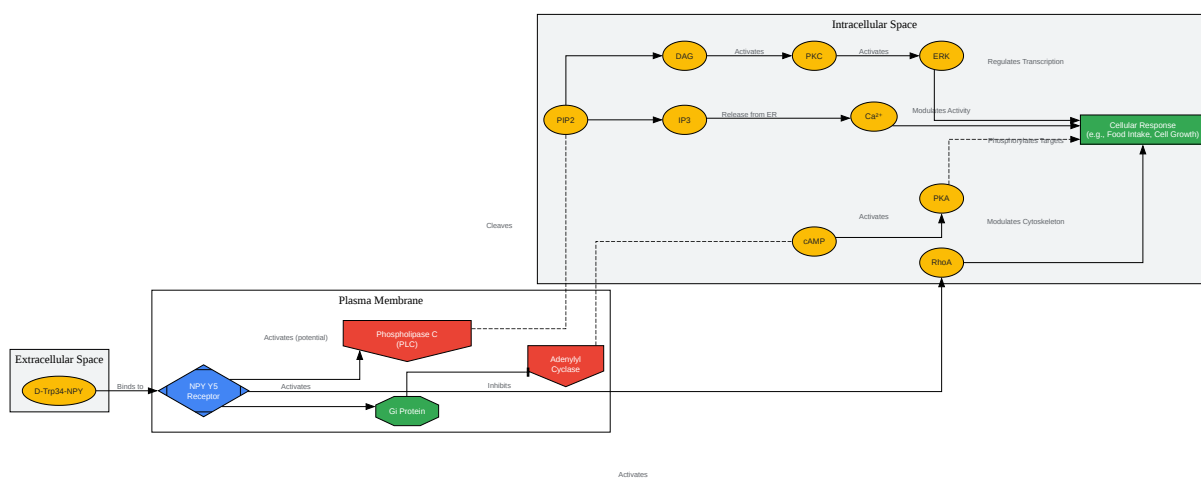 Intracellular Space
DAG
Activates
PKC
Activates
ERK
Regulates Transcription
PIP2
IP3
Release from ER
Ca²⁺
Modulates Activity
Cellular Response
(e.g., Food Intake, Cell Growth)
Phosphorylates Targets
PKA
Cleaves
Activates
Modulates Cytoskeleton
cAMP
RhoA
Plasma Membrane
Activates (potential)
Phospholipase C
(PLC)
Extracellular Space
Adenylyl
Cyclase
D-Trp34-NPY
Binds to
NPY Y5
Receptor
Activates
Inhibits
Gi Protein
Activates